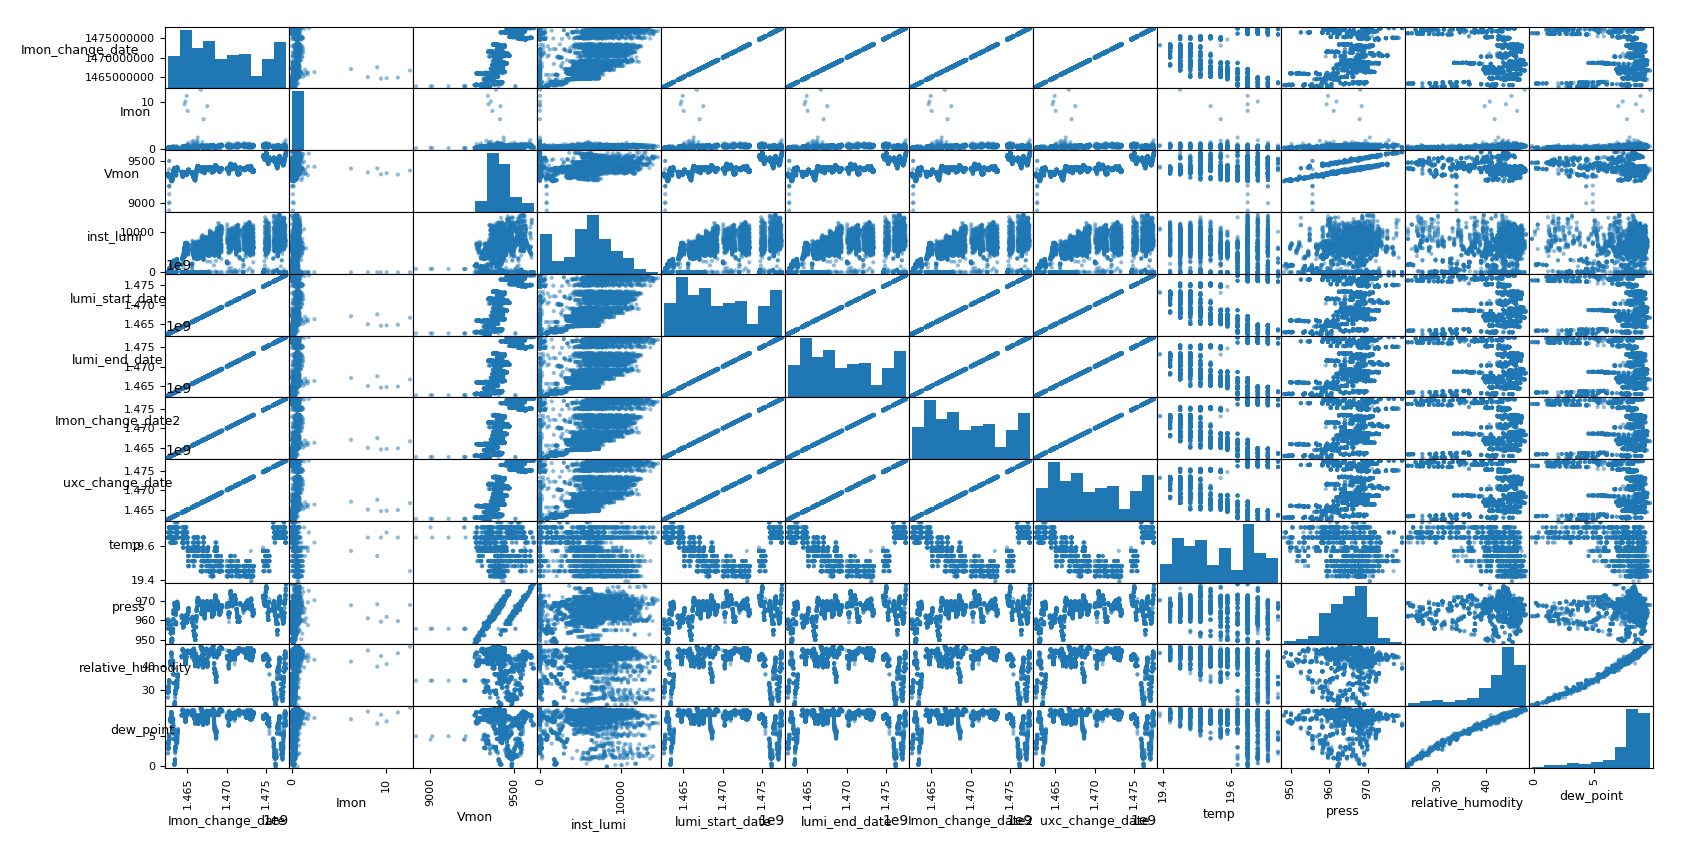 Imon_change_date
1475000000
1470000000
1465000000
Imon
10
0
Vmon
9500
9000
inst_lumi
10000
0
1e9
lumi_start_date
1.475
1.470
1.465
1e9
lumi_end_date
1.475
1.470
1.465
1e9
Imon_change_date2
1.475
1.470
1.465
1e9
uxc_change_date
1.475
1.470
1.465
temp
19.6
19.4
press
970
960
950
relative_humodity
40
30
dew_point
5
0
1.465 1.470 1.475 0 10 9000 9500 0 10000 1.465 1.470 1.475 1.465 1.470 1.475 1.465 1.470 1.475 1.465 1.470 1.475 19.4 19.6 950 960 970 30 40 0 5
Imon_change_date 1e9 Imon Vmon inst_lumi lumi_start_date 1e9 lumi_end_date 1e9 Imon_change_date2 1e9 uxc_change_date 1e9 temp press relative_humodity dew_point